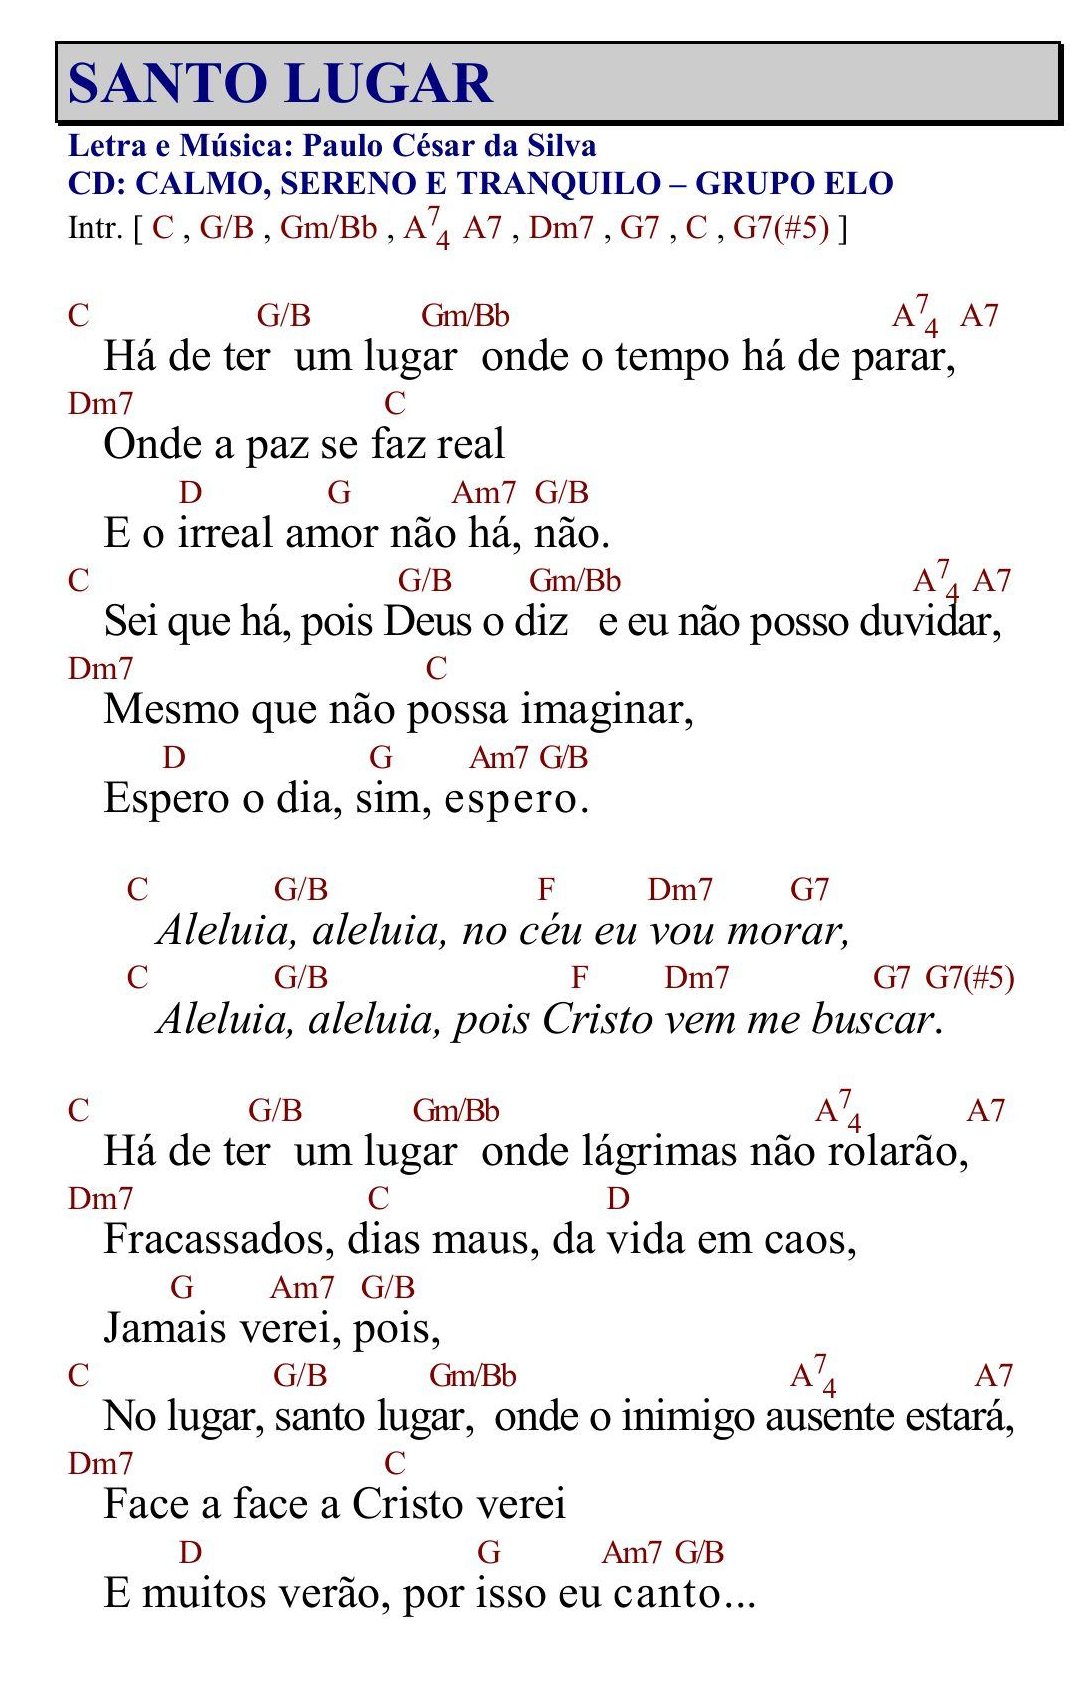 SANTO LUGAR
Letra e Música: Paulo César da Silva
CD: CALMO, SERENO E TRANQUILO – GRUPO ELO
Intr. [ C , G/B , Gm/Bb , A7 4 A7 , Dm7 , G7 , C , G7(#5) ]
C G/B Gm/Bb A7 4 A7
Há de ter um lugar onde o tempo há de parar,
Dm7 C
Onde a paz se faz real
D G Am7 G/B
E o irreal amor não há, não.
C G/B Gm/Bb A7 4 A7
Sei que há, pois Deus o diz e eu não posso duvidar,
Dm7 C
Mesmo que não possa imaginar,
D G Am7 G/B
Espero o dia, sim, espero.
C G/B F Dm7 G7
Aleluia, aleluia, no céu eu vou morar,
C G/B F Dm7 G7 G7(#5)
Aleluia, aleluia, pois Cristo vem me buscar.
C G/B Gm/Bb A7 4 A7
Há de ter um lugar onde lágrimas não rolarão,
Dm7 C D
Fracassados, dias maus, da vida em caos,
G Am7 G/B
Jamais verei, pois,
C G/B Gm/Bb A7 4 A7
No lugar, santo lugar, onde o inimigo ausente estará,
Dm7 C
Face a face a Cristo verei
D G Am7 G/B
E muitos verão, por isso eu canto...